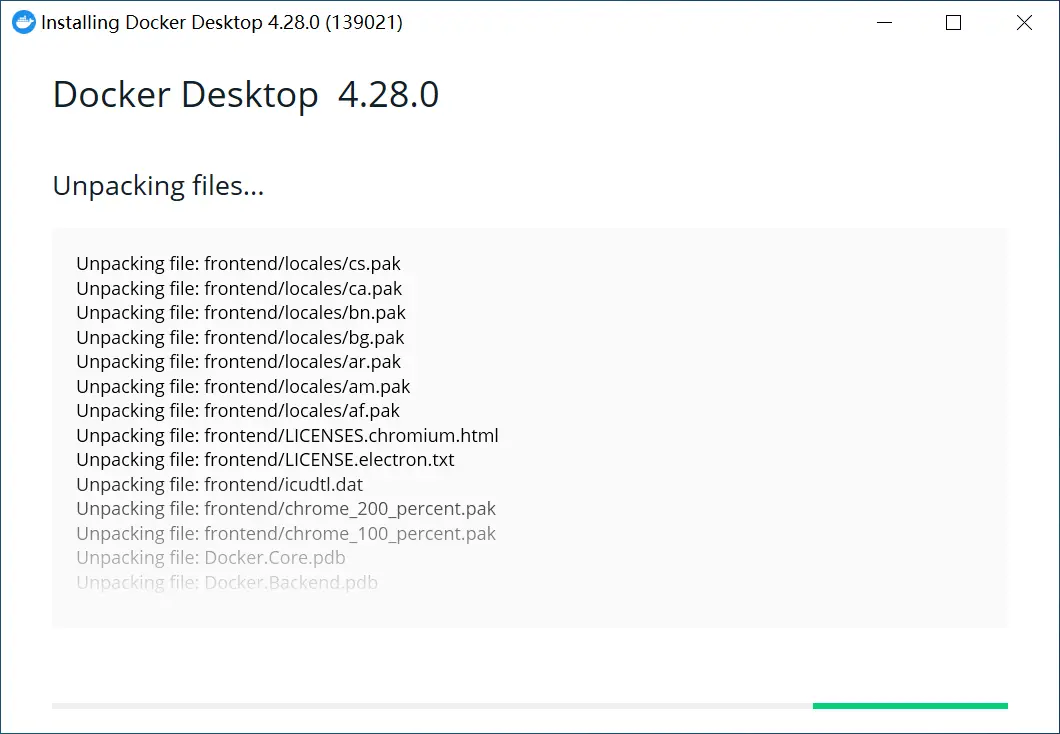 Installing Docker Desktop 4.28.0 (139021)
Docker Desktop 4.28.0
Unpacking files...
Unpacking file: frontend/locales/cs.pak
Unpacking file: frontend/locales/ca.pak
Unpacking file: frontend/locales/bn.pak
Unpacking file: frontend/locales/bg.pak
Unpacking file: frontend/locales/ar.pak
Unpacking file: frontend/locales/am.pak
Unpacking file: frontend/locales/af.pak
Unpacking file: frontend/LICENSES.chromium.html
Unpacking file: frontend/LICENSE.electron.txt
Unpacking file: frontend/icudtl.dat
Unpacking file: frontend/chrome_200_percent.pak
Unpacking file: frontend/chrome_100_percent.pak
Unpacking file: Docker.Core.pdb
Unpacking file: Docker.Backend.pdb